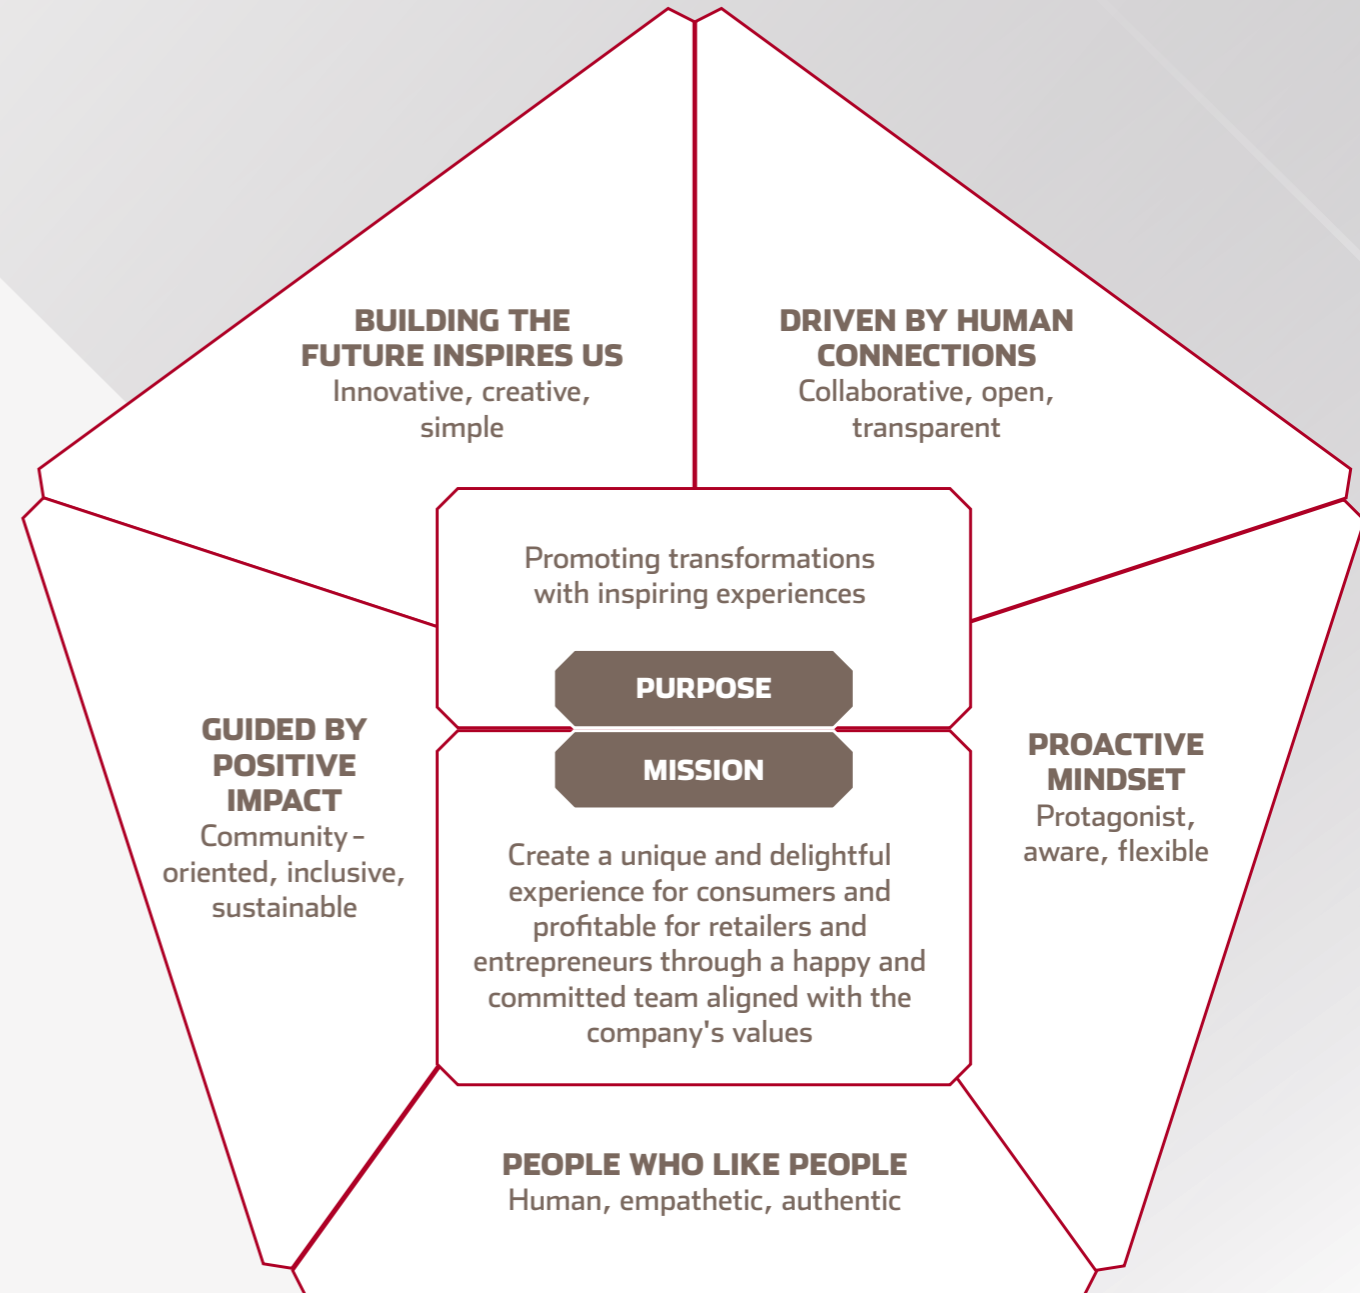 BUILDING THE
FUTURE INSPIRES US
Innovative, creative,
simple
DRIVEN BY HUMAN
CONNECTIONS
Collaborative, open,
transparent
Promoting transformations
with inspiring experiences
PURPOSE
MISSION
Create a unique and delightful
experience for consumers and
profitable for retailers and
entrepreneurs through a happy and
committed team aligned with the
company's values
GUIDED BY
POSITIVE
IMPACT
Community-
oriented, inclusive,
sustainable
PROACTIVE
MINDSET
Protagonist,
aware, flexible
PEOPLE WHO LIKE PEOPLE
Human, empathetic, authentic